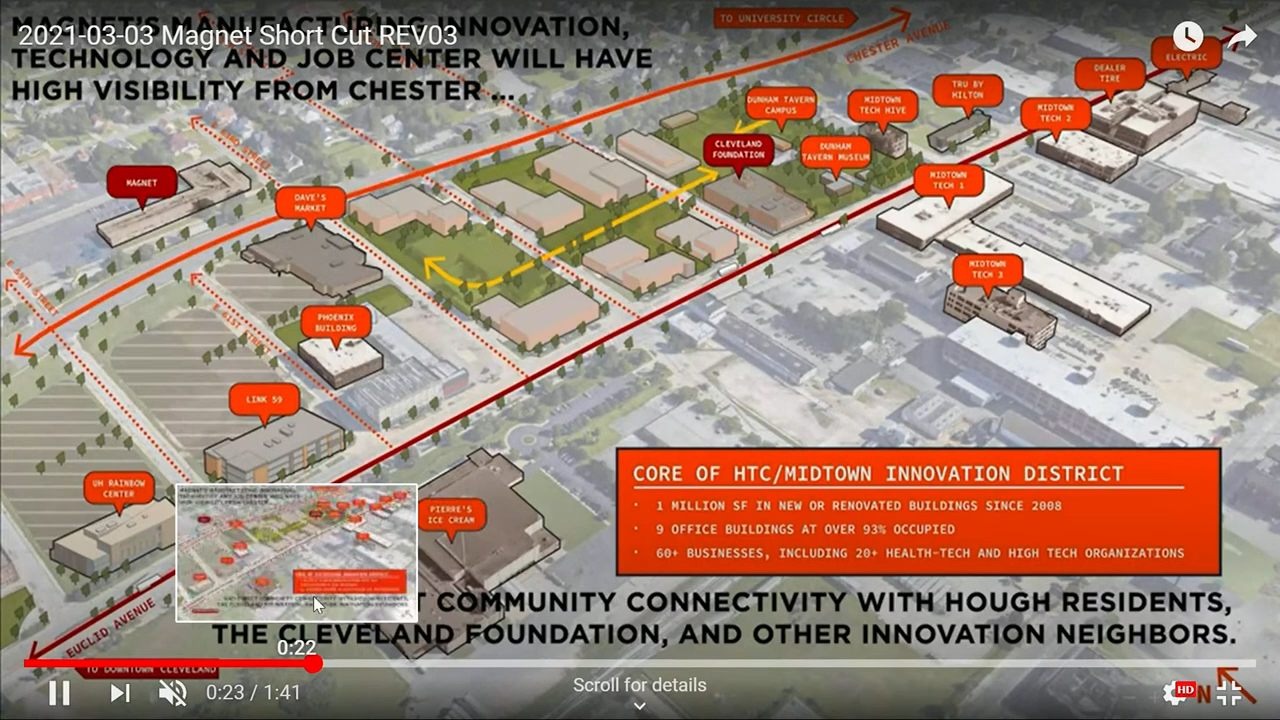 MAGNET'S MANUFACTURING INNOVATION,
2021-03-03 Magnet Short Cut REV03
TECHNOLOGY AND JOB CENTER WILL HAVE
HIGH VISIBILITY FROM CHESTER ...
TO UNIVERSITY CIRCLE
CHESTER AVENUE
ELECTRIC
DEALER
TIRE
TRU BY
HILTON
MIDTOWN
TECH HIVE
DUNHAM TAVERN
CAMPUS
MIDTOWN
TECH 2
CLEVELAND
FOUNDATION
DUNHAM
TAVERN MUSEUM
MAGNET
MIDTOWN
TECH 1
DAVE'S
MARKET
MIDTOWN
TECH 3
PHOENIX
BUILDING
LINK 59
UH RAINBOW
CENTER
PIERRE'S
ICE CREAM
CORE OF HTC/MIDTOWN INNOVATION DISTRICT
· 1 MILLION SF IN NEW OR RENOVATED BUILDINGS SINCE 2008
· 9 OFFICE BUILDINGS AT OVER 93% OCCUPIED
· 60+ BUSINESSES, INCLUDING 20+ HEALTH-TECH AND HIGH TECH ORGANIZATIONS
COMMUNITY CONNECTIVITY WITH HOUGH RESIDENTS,
THE CLEVELAND FOUNDATION, AND OTHER INNOVATION NEIGHBORS.
EUCLID AVENUE
0:22
TO DOWNTOWN CLEVELAND
0:23 / 1:41
Scroll for details
HD
N